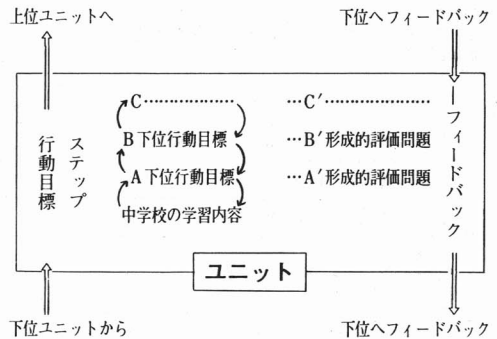 上位ユニットへ
下位へフィードバック
行動目標
ステップ
C………………
B下位行動目標
A下位行動目標
中学校の学習内容
…C′…………………
…B′形成的評価問題
…A′形成的評価問題
ーフィードバック
ユニット
下位ユニットから
下位へフィードバック